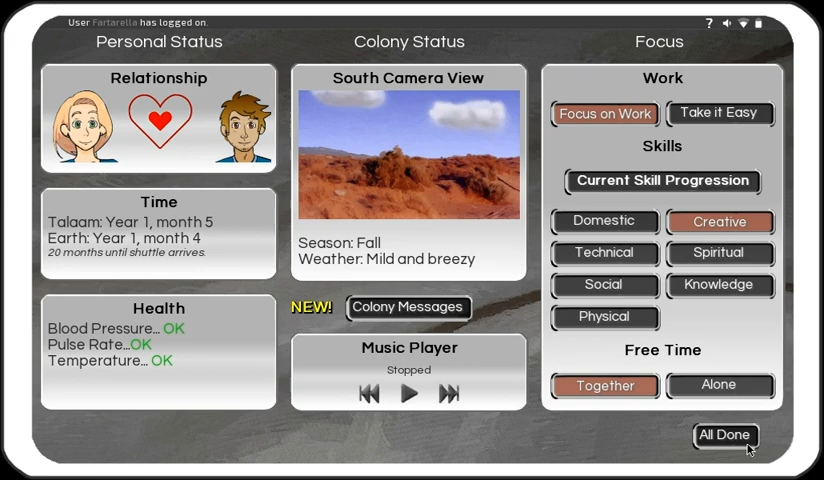 User Fartarella has logged on.
?
Personal Status
Relationship
Time
Talaam: Year 1, month 5
Earth: Year 1, month 4
20 months until shuttle arrives.
Health
Blood Pressure... OK
Pulse Rate...OK
Temperature... OK
Colony Status
South Camera View
Season: Fall
Weather: Mild and breezy
NEW! Colony Messages
Music Player
Stopped
Focus
Work
Focus on Work Take it Easy
Skills
Current Skill Progression
Domestic Creative
Technical Spiritual
Social Knowledge
Physical
Free Time
Together Alone
All Done